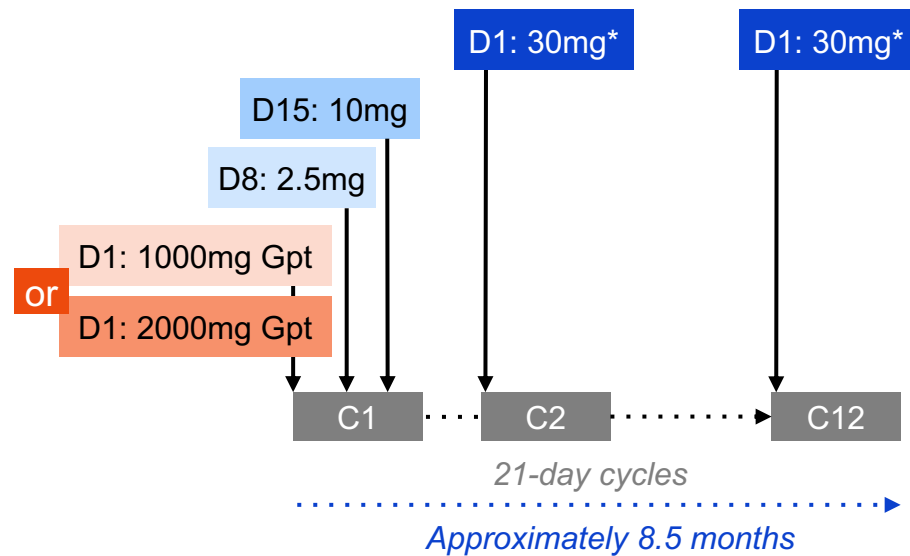 D1: 30mg*
D1: 30mg*
D15: 10mg
D8: 2.5mg
D1: 1000mg Gpt
or
D1: 2000mg Gpt
C1
C2
C12
21-day cycles
Approximately 8.5 months